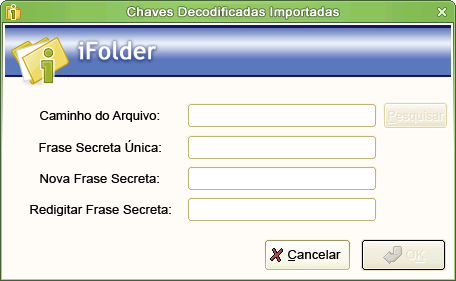 Chaves Decodificadas Importadas
iFolder
Caminho do Arquivo: Pesquisar
Frase Secreta Única:
Nova Frase Secreta:
Redigitar Frase Secreta:
Cancelar OK